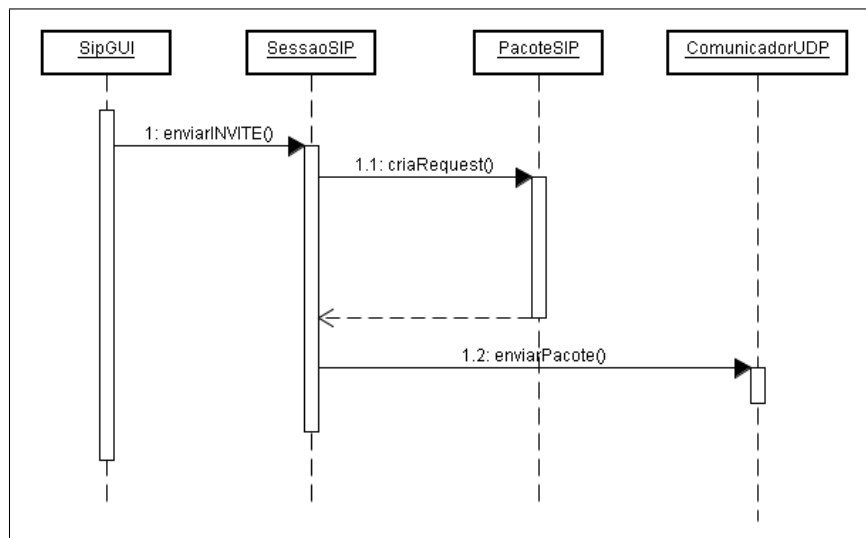 SipGUI
SessaoSIP
PacoteSIP
ComunicadorUDP
1: enviarINVITE()
1.1: criaRequest()
1.2: enviarPacote()